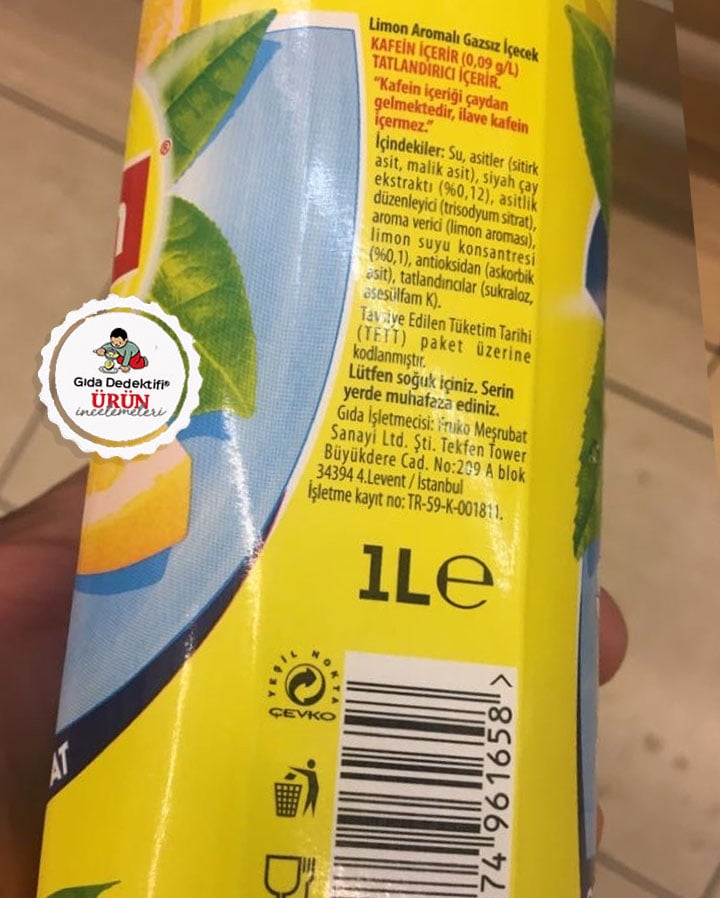 Limon Aromalı Gazsız İçecek
KAFEİN İÇERİR (0,09 g/L)
TATLANDIRICI İÇERİR.
"Kafein içeriği çaydan
gelmektedir, ilave kafein
içermez."
İçindekiler: Su, asitler (sitirk
asit, malik asit), siyah çay
ekstraktı (%0,12), asitlik
düzenleyici (trisodyum sitrat),
aroma verici (limon aroması),
limon suyu konsantresi
(%0,1), antioksidan (askorbik
asit), tatlandırıcılar (sukraloz,
asesülfam K).
Tavsiye Edilen Tüketim Tarihi
(TETT) paket üzerine
kodlanmıştır.
Lütfen soğuk içiniz. Serin
yerde muhafaza ediniz.
Gıda İşletmecisi: Fruko Meşrubat
Sanayi Ltd. Şti. Tekfen Tower
Büyükdere Cad. No:209 A blok
34394 4.Levent / İstanbul
İşletme kayıt no: TR-59-K-001811.
1L e
YEŞİL NOKTA
ÇEVKO
74961658 >
Gıda Dedektifi®
ÜRÜN
incelemeleri
®
AT